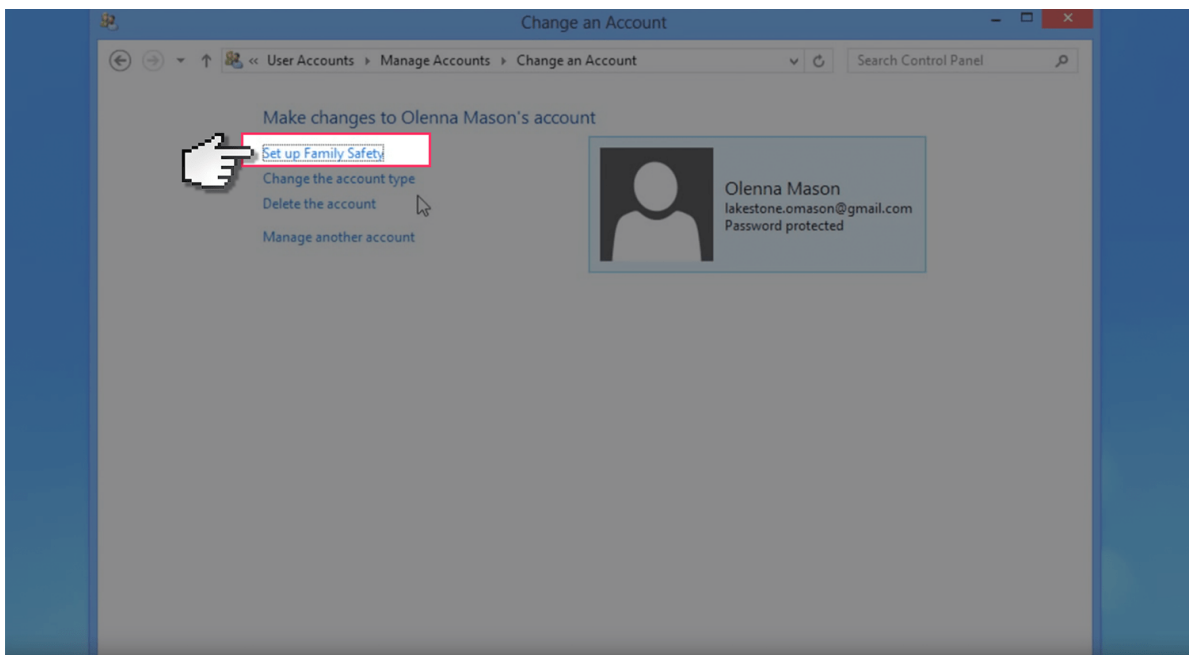 Change an Account
« User Accounts ▸ Manage Accounts ▸ Change an Account
Search Control Panel
Make changes to Olenna Mason's account
Set up Family Safety
Change the account type
Delete the account
Manage another account
Olenna Mason
lakestone.omason@gmail.com
Password protected